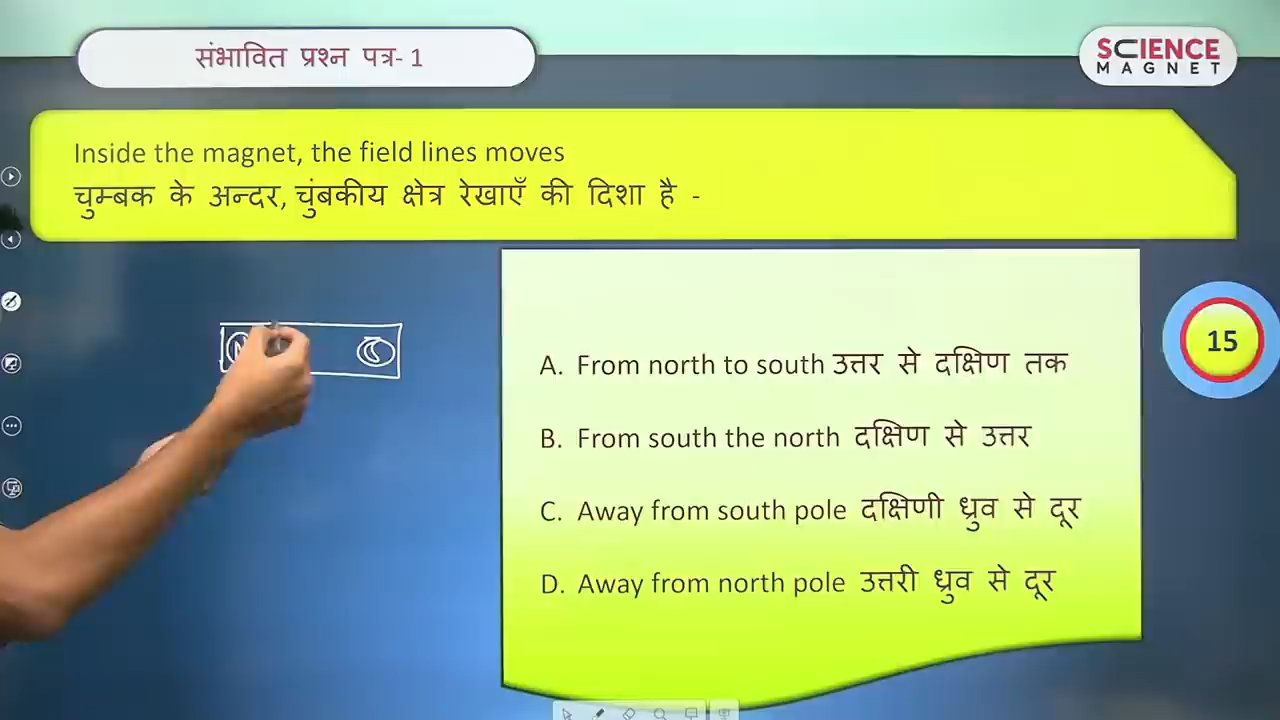 संभावित प्रश्न पत्र- 1
SCIENCE
MAGNET
Inside the magnet, the field lines moves
चुम्बक के अन्दर, चुंबकीय क्षेत्र रेखाएँ की दिशा है -
N
15
A. From north to south उत्तर से दक्षिण तक
B. From south the north दक्षिण से उत्तर
C. Away from south pole दक्षिणी ध्रुव से दूर
D. Away from north pole उत्तरी ध्रुव से दूर